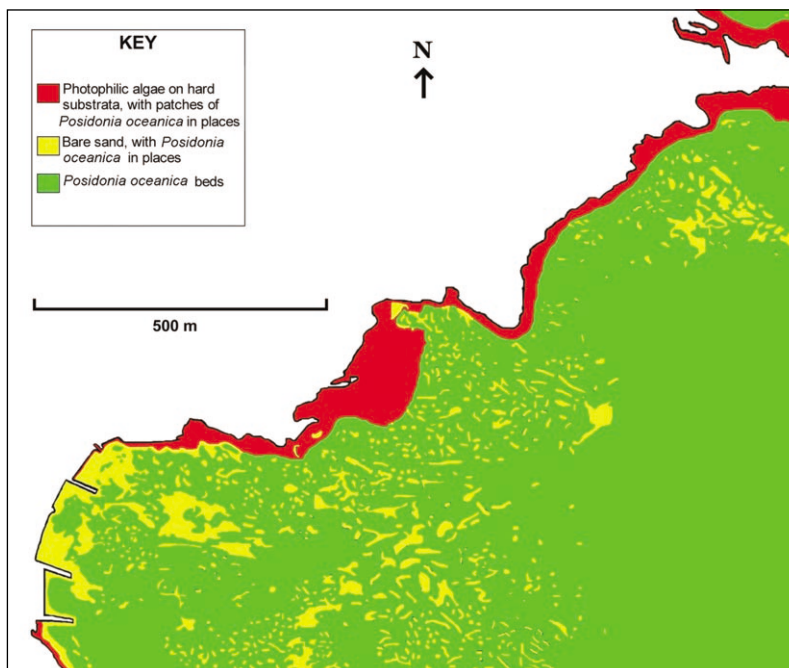 KEY
Photophilic algae on hard
substrata, with patches of
Posidonia oceanica in places
Bare sand, with Posidonia
oceanica in places
Posidonia oceanica beds
N
500 m